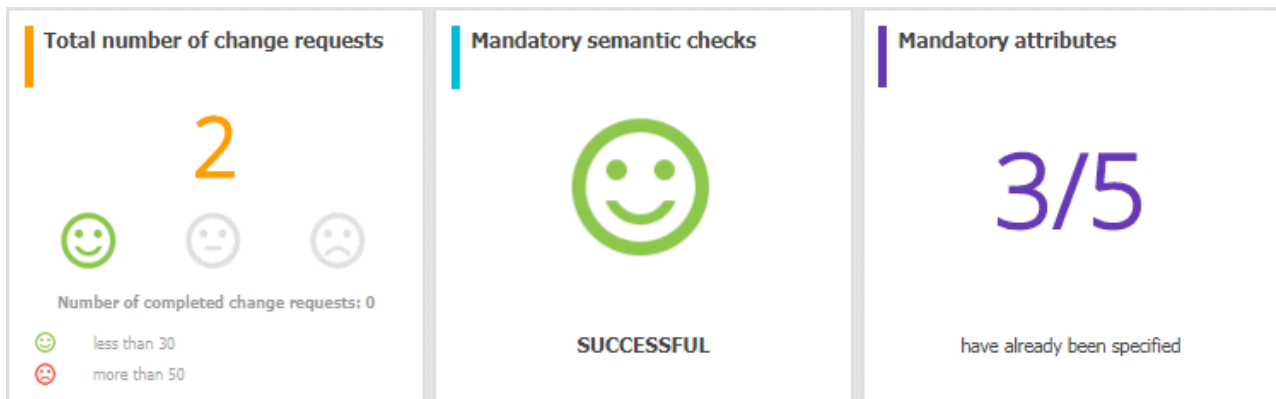 Total number of change requests
2
Number of completed change requests: 0
less than 30
more than 50
Mandatory semantic checks
SUCCESSFUL
Mandatory attributes
3/5
have already been specified